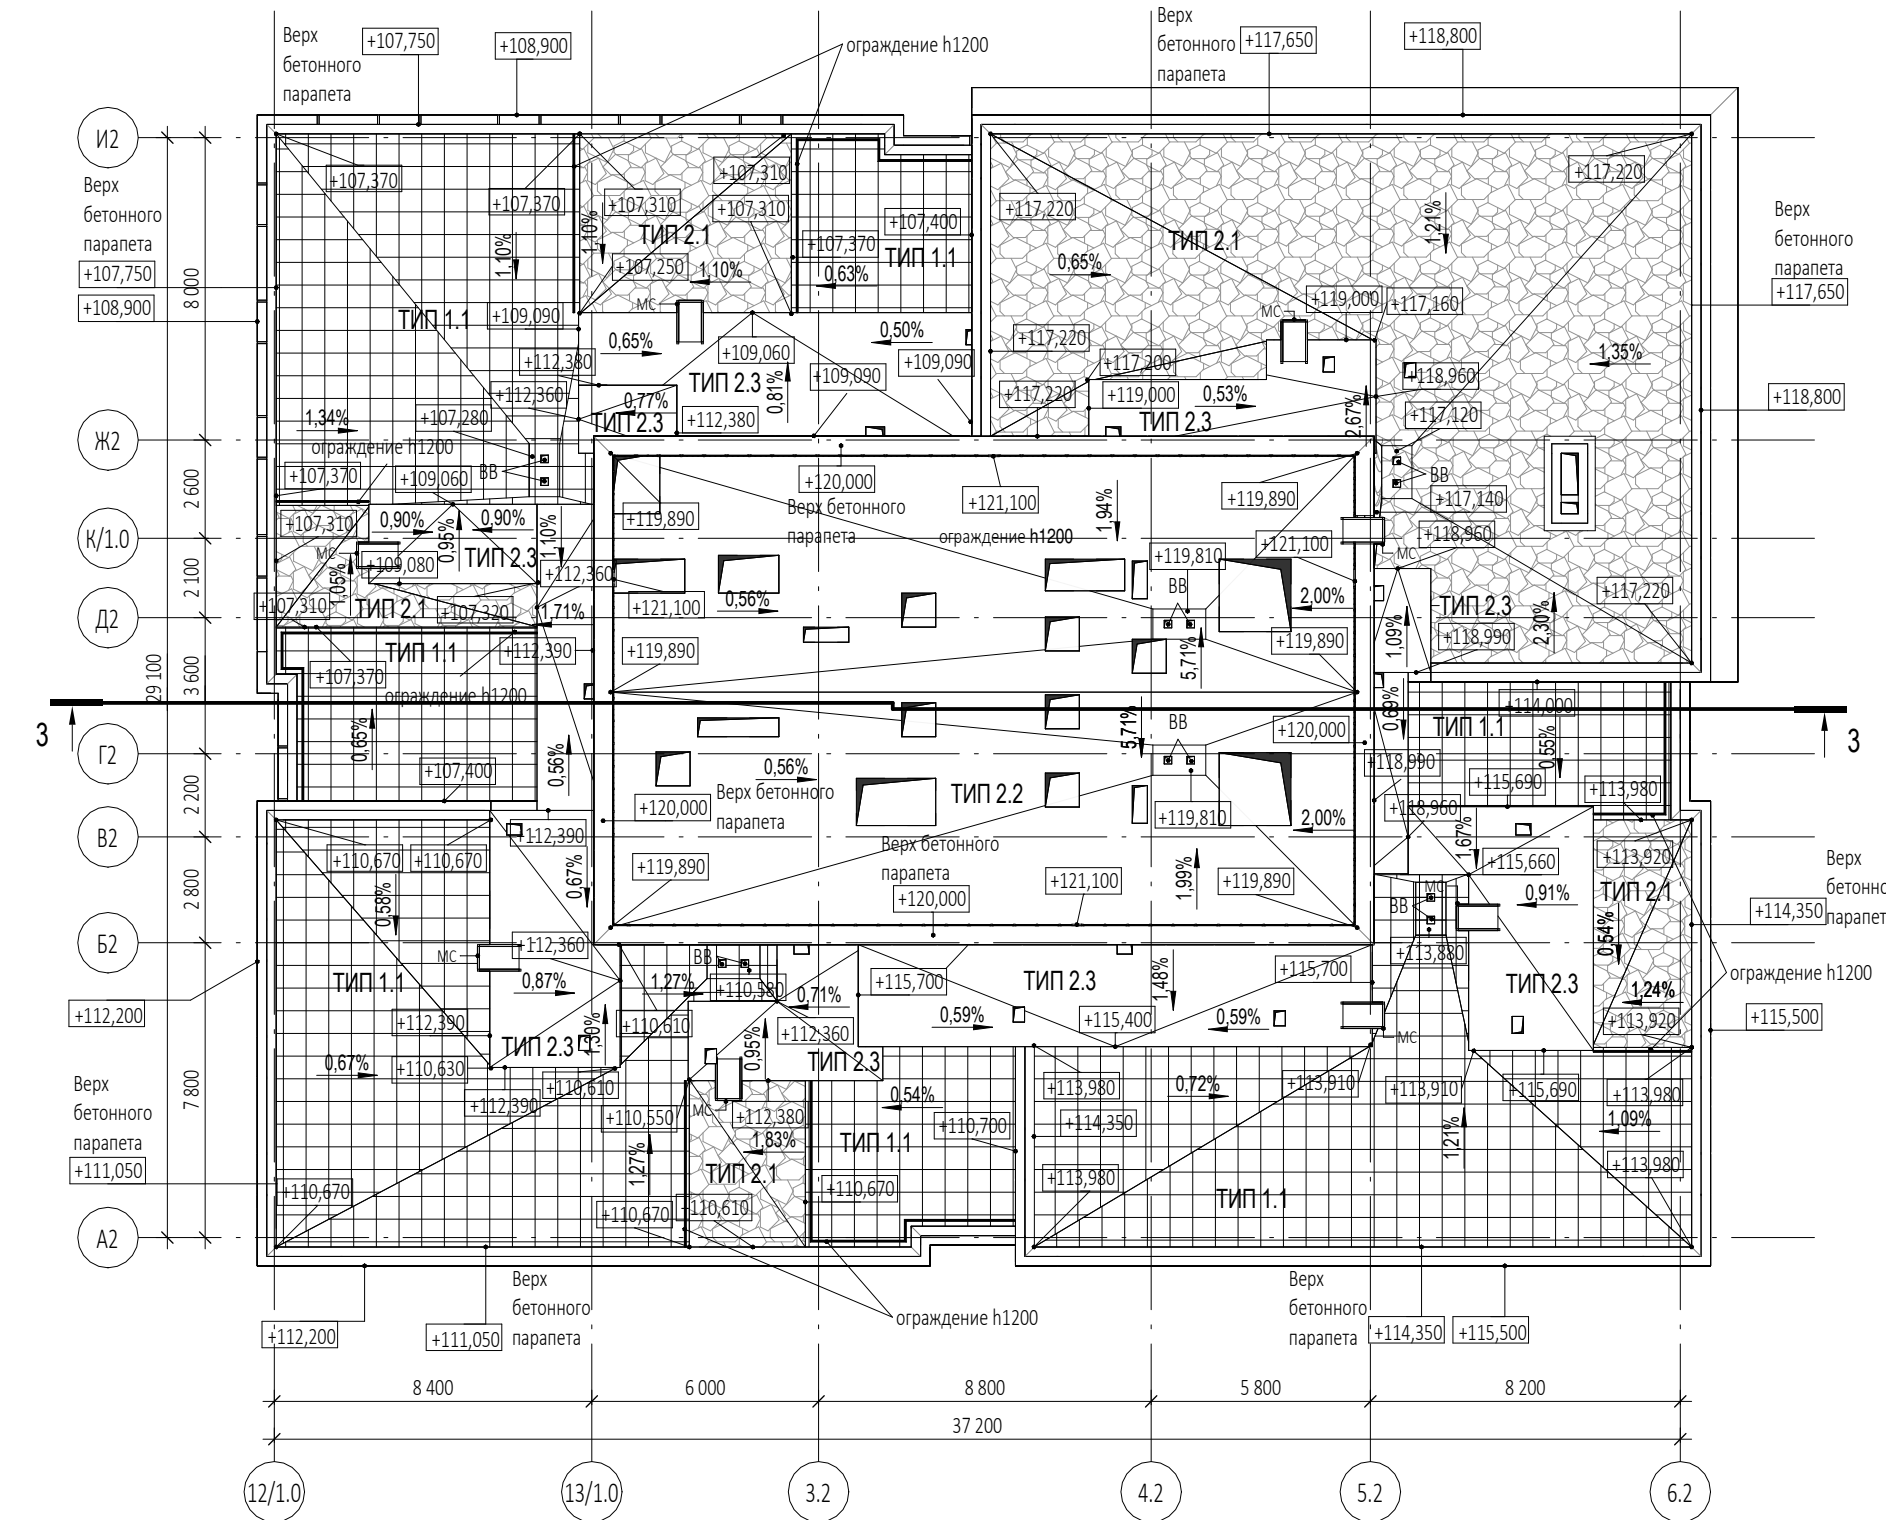 Верх
бетонного
парапета
+107,750
+108,900
ограждение h1200
Верх
бетонного
парапета
+117,650
+118,800
И2
Верх
бетонного
парапета
+107,750
+108,900
8 000
+107,370
+107,370
1,10%
ТИП 1.1
+109,090
+107,310
+107,310
+107,310
1,10%
ТИП 2.1
+107,250
1,10%
МС
+107,400
+107,370
ТИП 1.1
0,63%
0,65%
0,50%
+112,380
+109,060
+109,090
+109,090
ТИП 2.3
0,81%
+112,360
0,77%
ТИП 2.3
+112,380
+117,220
+117,220
ТИП 2.1
1,21%
0,65%
+119,000
+117,160
МС
+117,220
+117,200
1,35%
+118,960
+117,220
+119,000
0,53%
ТИП 2.3
2,67%
+117,120
Верх
бетонного
парапета
+117,650
+118,800
Ж2
1,34%
+107,280
ограждение h1200
+107,370
+109,060
ВВ
2 600
+107,310
0,90%
0,90%
0,95%
1,10%
К/1.0
МС
+109,080
ТИП 2.3
+112,360
1,05%
2 100
+107,310
ТИП 2.1
+107,320
1,71%
Д2
ТИП 1.1
+112,390
+107,370
ограждение h1200
29 100
3 600
0,65%
0,56%
Г2
+107,400
2 200
+120,000
+121,100
Верх бетонного
парапета
ограждение h1200
1,94%
+119,890
+119,890
+119,810
+121,100
ВВ
+121,100
0,56%
2,00%
+119,890
+119,890
5,71%
ВВ
+117,140
+118,960
МС
ТИП 2.3
+117,220
+118,990
2,30%
1,09%
3
5,71%
ВВ
+120,000
0,69%
ТИП 1.1
+114,000
0,55%
3
0,56%
ТИП 2.2
+120,000
Верх бетонного
парапета
+119,810
2,00%
+118,990
+115,690
+113,980
+118,960
В2
+112,390
+110,670
+110,670
0,68%
0,67%
Верх бетонного
парапета
+119,890
+121,100
1,99%
+119,890
+120,000
1,67%
+115,660
+113,920
МС
ВВ
0,91%
ТИП 2.1
0,54%
Верх
бетонно
парапет
+114,350
2 800
Б2
+112,360
МС
ТИП 1.1
0,87%
ВВ
1,27%
+110,580
0,71%
+115,700
ТИП 2.3
1,48%
+115,700
+113,880
ТИП 2.3
1,24%
+113,920
ограждение h1200
+112,200
+112,390
+110,610
+112,360
0,59%
+115,400
0,59%
МС
+115,500
ТИП 2.3
1,30%
0,95%
ТИП 2.3
0,67%
+110,630
+110,610
+112,390
+110,550
МС
+112,380
0,54%
+113,980
0,72%
+113,910
+113,910
+115,690
+113,980
Верх
бетонного
парапета
+111,050
7 800
1,27%
1,83%
ТИП 2.1
ТИП 1.1
+110,700
+114,350
1,21%
1,09%
+110,670
+110,670
+110,610
+110,670
+113,980
ТИП 1.1
+113,980
А2
Верх
бетонного
парапета
+112,200
+111,050
ограждение h1200
Верх
бетонного
парапета
+114,350
+115,500
8 400
6 000
8 800
5 800
8 200
37 200
12/1.0
13/1.0
3.2
4.2
5.2
6.2